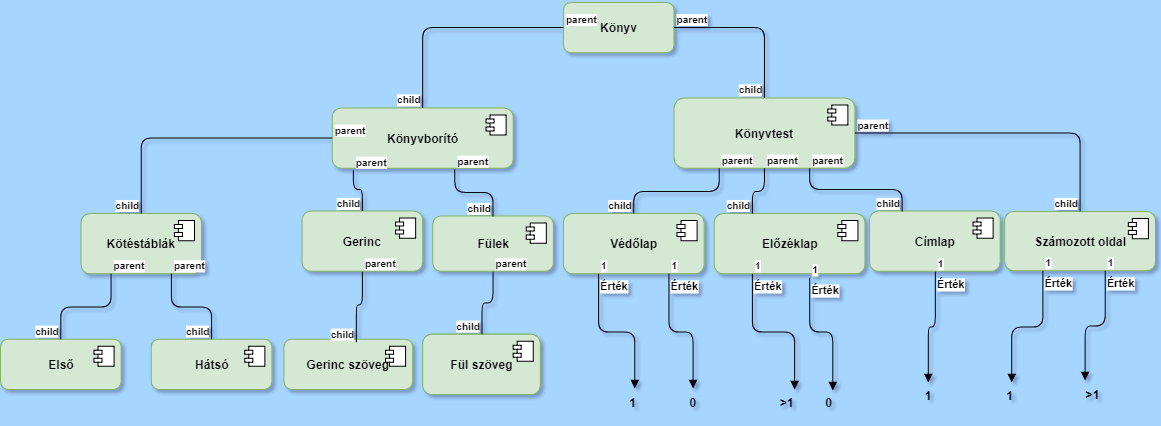 parent Könyv parent
child child
parent Könyvborító Könyvtest parent
parent parent parent parent parent
child child child child child child child
Kötéstáblák Gerinc Fülek Védőlap Előzéklap Címlap Számozott oldal
parent parent parent parent 1 1 1 1 1 1 1
Érték Érték Érték Érték Érték Érték Érték
child child child child
Első Hátsó Gerinc szöveg Fül szöveg
1 0 >1 0 1 1 >1